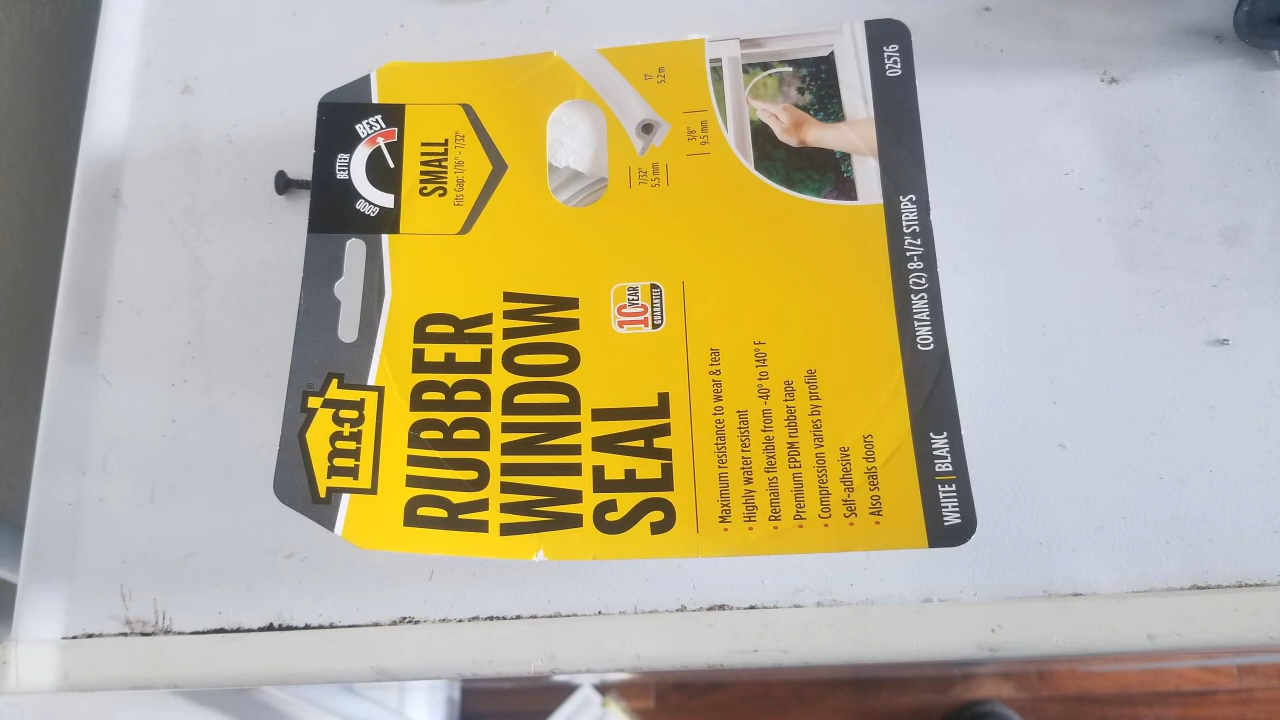 GOOD
BETTER
BEST
SMALL
Fits Gap: 1/16" - 7/32"
17'
5.2 m
3/8"
9.5 mm
7/32"
5.5 mm
m-d®
RUBBER
WINDOW
SEAL
10 YEAR
GUARANTEE
• Maximum resistance to wear & tear
• Highly water resistant
• Remains flexible from -40° to 140° F
• Premium EPDM rubber tape
• Compression varies by profile
• Self-adhesive
• Also seals doors
WHITE | BLANC
CONTAINS (2) 8-1/2' STRIPS
02576